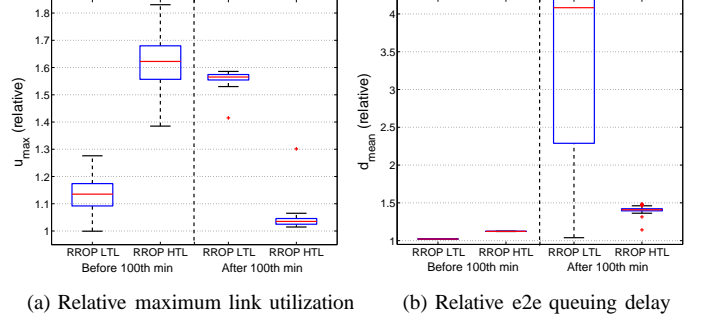 1.8
1.7
1.6
1.5
1.4
1.3
1.2
1.1
1
u_max (relative)
RROP LTL RROP HTL RROP LTL RROP HTL
Before 100th min After 100th min
4
3.5
3
2.5
2
1.5
1
d_mean (relative)
RROP LTL RROP HTL RROP LTL RROP HTL
Before 100th min After 100th min
(a) Relative maximum link utilization
(b) Relative e2e queuing delay